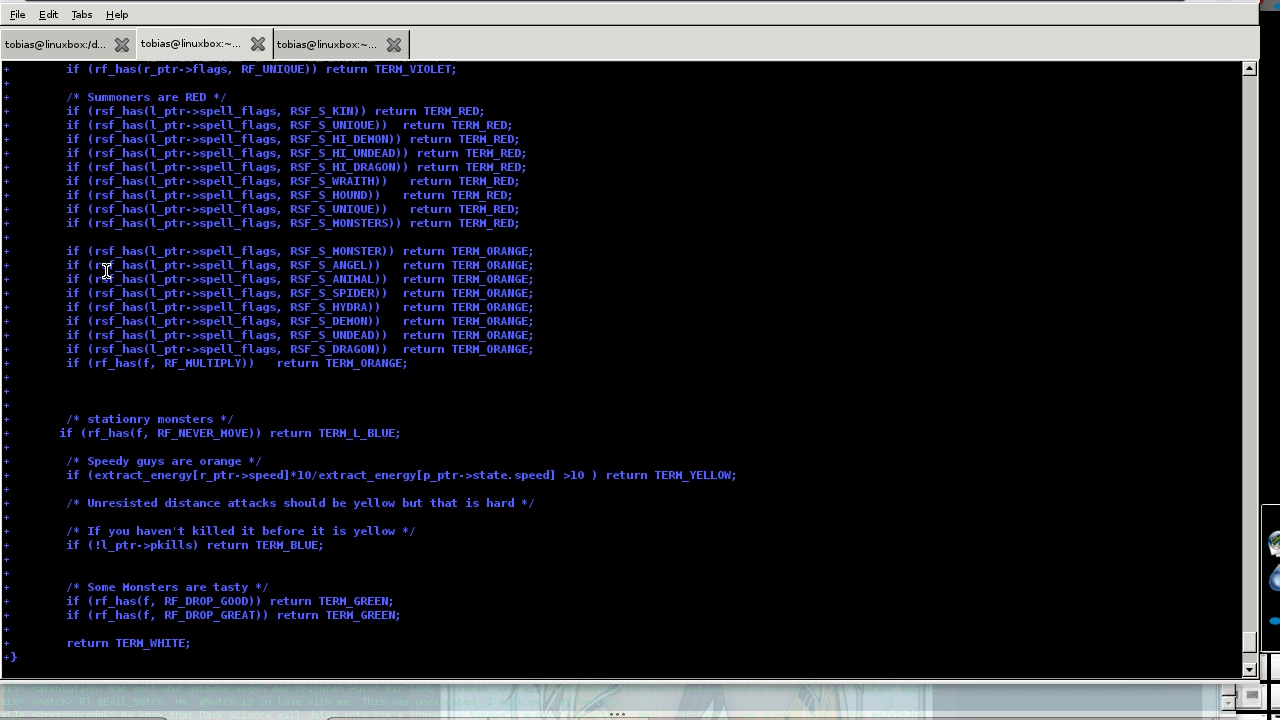 File Edit Tabs Help
tobias@linuxbox:/d... tobias@linuxbox:~... tobias@linuxbox:~...
+        if (rf_has(r_ptr->flags, RF_UNIQUE)) return TERM_VIOLET;
+
+        /* Summoners are RED */
+        if (rsf_has(l_ptr->spell_flags, RSF_S_KIN)) return TERM_RED;
+        if (rsf_has(l_ptr->spell_flags, RSF_S_UNIQUE))  return TERM_RED;
+        if (rsf_has(l_ptr->spell_flags, RSF_S_HI_DEMON)) return TERM_RED;
+        if (rsf_has(l_ptr->spell_flags, RSF_S_HI_UNDEAD)) return TERM_RED;
+        if (rsf_has(l_ptr->spell_flags, RSF_S_HI_DRAGON)) return TERM_RED;
+        if (rsf_has(l_ptr->spell_flags, RSF_S_WRAITH))   return TERM_RED;
+        if (rsf_has(l_ptr->spell_flags, RSF_S_HOUND))   return TERM_RED;
+        if (rsf_has(l_ptr->spell_flags, RSF_S_UNIQUE))   return TERM_RED;
+        if (rsf_has(l_ptr->spell_flags, RSF_S_MONSTERS)) return TERM_RED;
+
+        if (rsf_has(l_ptr->spell_flags, RSF_S_MONSTER)) return TERM_ORANGE;
+        if (rsf_has(l_ptr->spell_flags, RSF_S_ANGEL))   return TERM_ORANGE;
+        if (rsf_has(l_ptr->spell_flags, RSF_S_ANIMAL))  return TERM_ORANGE;
+        if (rsf_has(l_ptr->spell_flags, RSF_S_SPIDER))  return TERM_ORANGE;
+        if (rsf_has(l_ptr->spell_flags, RSF_S_HYDRA))   return TERM_ORANGE;
+        if (rsf_has(l_ptr->spell_flags, RSF_S_DEMON))   return TERM_ORANGE;
+        if (rsf_has(l_ptr->spell_flags, RSF_S_UNDEAD))  return TERM_ORANGE;
+        if (rsf_has(l_ptr->spell_flags, RSF_S_DRAGON))  return TERM_ORANGE;
+        if (rf_has(f, RF_MULTIPLY))   return TERM_ORANGE;
+
+
+
+        /* stationry monsters */
+       if (rf_has(f, RF_NEVER_MOVE)) return TERM_L_BLUE;
+
+        /* Speedy guys are orange */
+        if (extract_energy[r_ptr->speed]*10/extract_energy[p_ptr->state.speed] >10 ) return TERM_YELLOW;
+
+        /* Unresisted distance attacks should be yellow but that is hard */
+
+        /* If you haven't killed it before it is yellow */
+        if (!l_ptr->pkills) return TERM_BLUE;
+
+
+        /* Some Monsters are tasty */
+        if (rf_has(f, RF_DROP_GOOD)) return TERM_GREEN;
+        if (rf_has(f, RF_DROP_GREAT)) return TERM_GREEN;
+
+        return TERM_WHITE;
+}